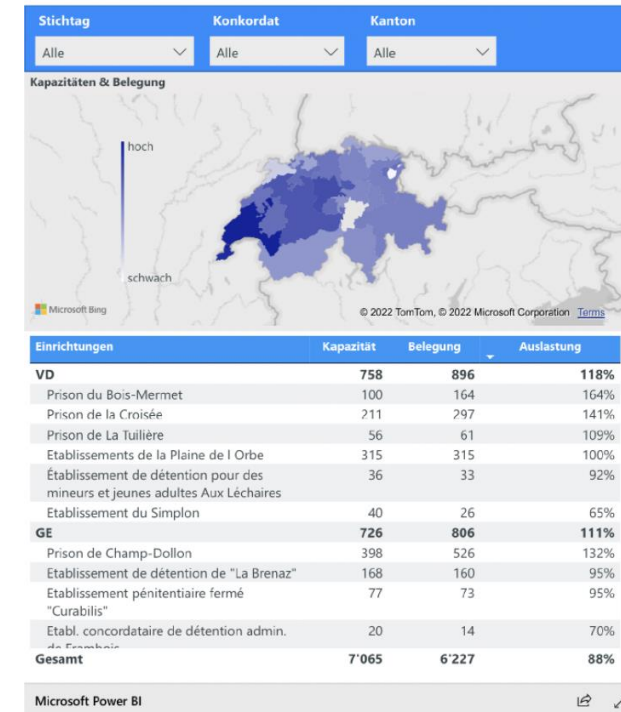 Stichtag Konkordat Kanton
Alle Alle Alle
Kapazitäten & Belegung
hoch
schwach
Microsoft Bing
© 2022 TomTom, © 2022 Microsoft Corporation Terms
Einrichtungen Kapazität Belegung Auslastung
VD 758 896 118%
Prison du Bois-Mermet 100 164 164%
Prison de la Croisée 211 297 141%
Prison de La Tuilière 56 61 109%
Etablissements de la Plaine de l Orbe 315 315 100%
Établissement de détention pour des 36 33 92%
mineurs et jeunes adultes Aux Léchaires
Etablissement du Simplon 40 26 65%
GE 726 806 111%
Prison de Champ-Dollon 398 526 132%
Etablissement de détention de "La Brenaz" 168 160 95%
Etablissement pénitentiaire fermé 77 73 95%
"Curabilis"
Etabl. concordataire de détention admin. 20 14 70%
de Frambois
Gesamt 7'065 6'227 88%
Microsoft Power BI